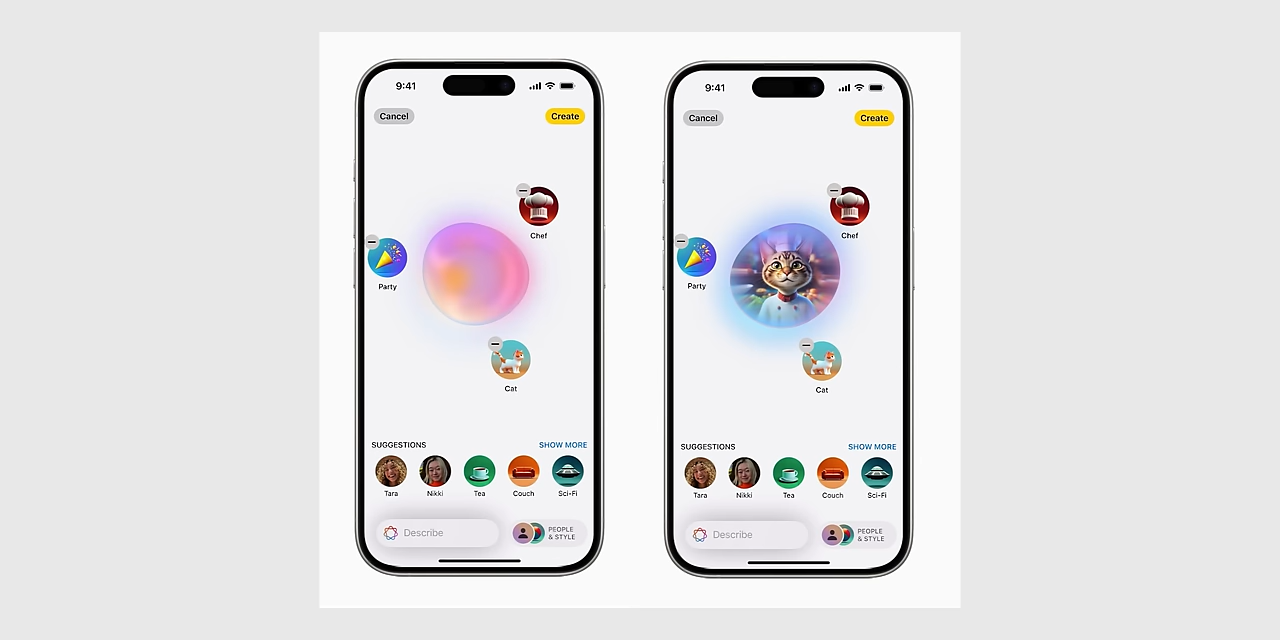 9:41
Cancel
Create
Chef
Party
Cat
SUGGESTIONS
SHOW MORE
Tara
Nikki
Tea
Couch
Sci-Fi
Describe
PEOPLE
& STYLE
9:41
Cancel
Create
Chef
Party
Cat
SUGGESTIONS
SHOW MORE
Tara
Nikki
Tea
Couch
Sci-Fi
Describe
PEOPLE
& STYLE